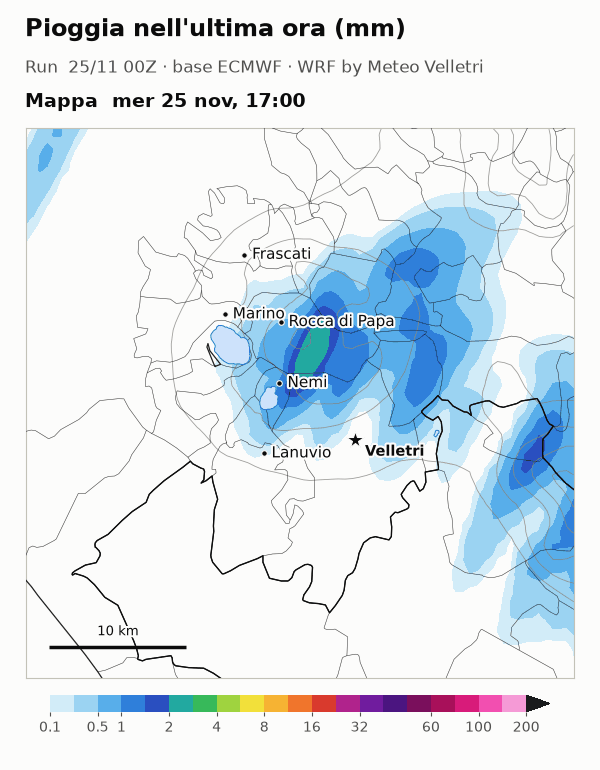 Pioggia nell'ultima ora (mm)
Run  25/11 00Z · base ECMWF · WRF by Meteo Velletri
Mappa  mer 25 nov, 17:00
Frascati
Marino
Rocca di Papa
Nemi
Velletri
Lanuvio
10 km
0.1 0.5 1 2 4 8 16 32 60 100 200